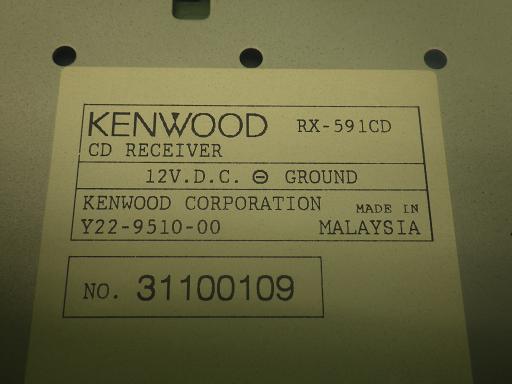 KENWOOD RX-591CD
CD RECEIVER
12V.D.C. ⊖ GROUND
KENWOOD CORPORATION MADE IN
Y22-9510-00 MALAYSIA
NO. 31100109